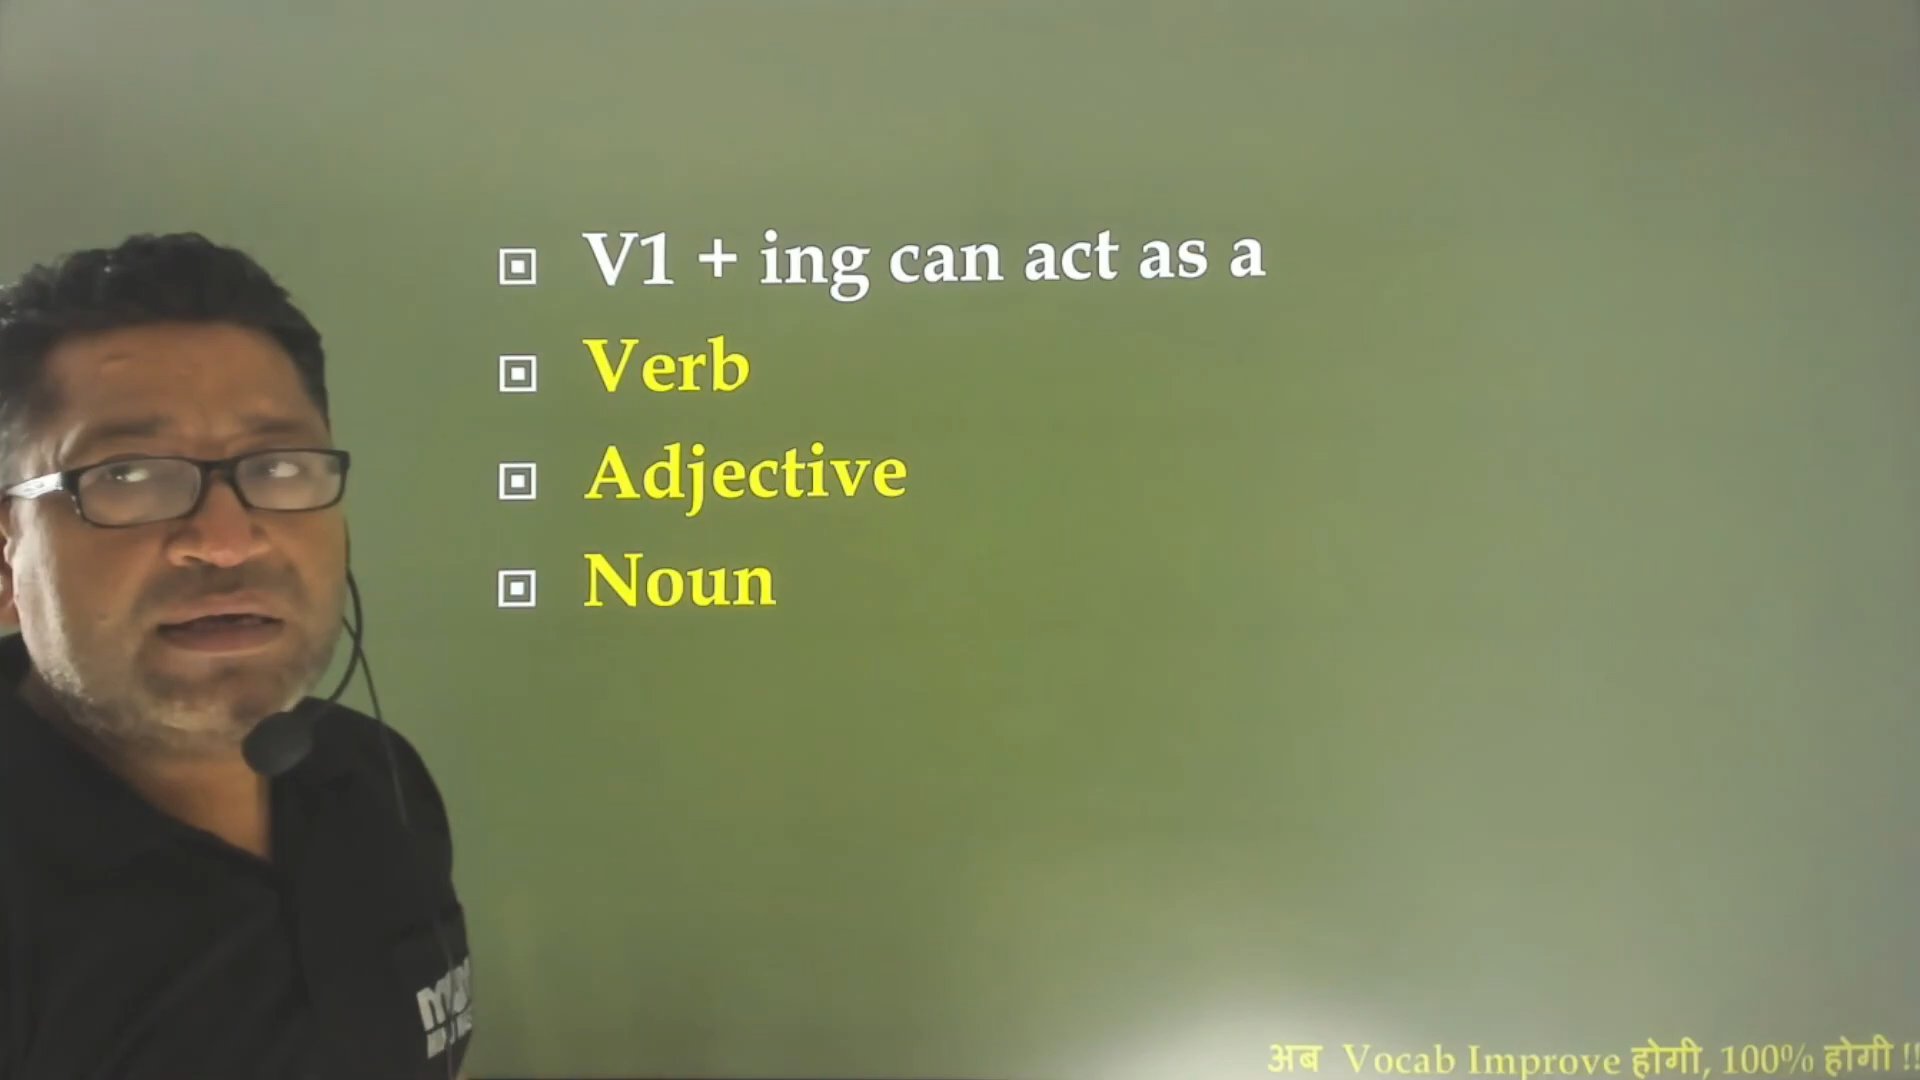 V1 + ing can act as a
Verb
Adjective
Noun
अब Vocab Improve होगी, 100% होगी !!